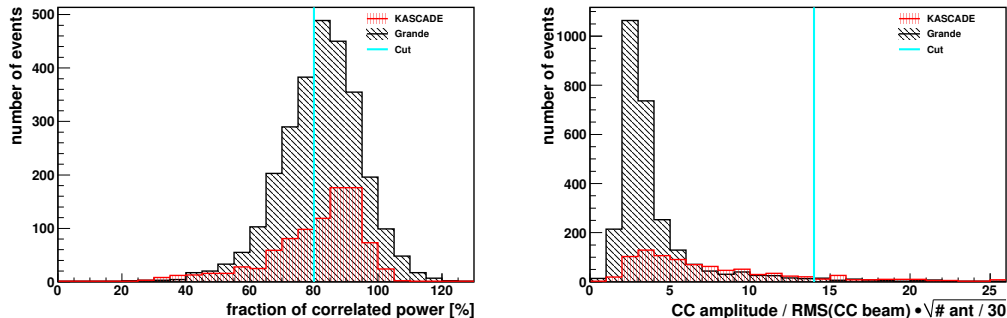 number of events
500
400
300
200
100
0
KASCADE
Grande
Cut
0 20 40 60 80 100 120
fraction of correlated power [%]
number of events
1000
800
600
400
200
0
KASCADE
Grande
Cut
0 5 10 15 20 25
CC amplitude / RMS(CC beam) • √# ant / 30